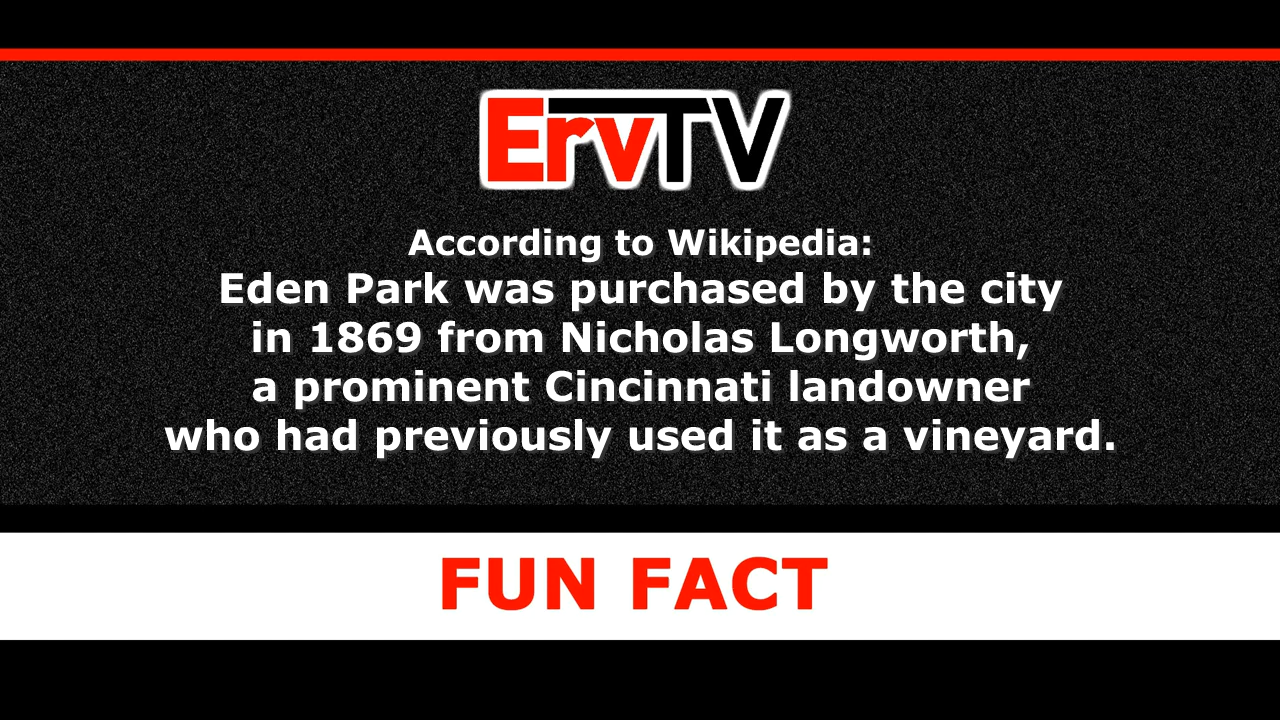 ErvTV
According to Wikipedia:
Eden Park was purchased by the city
in 1869 from Nicholas Longworth,
a prominent Cincinnati landowner
who had previously used it as a vineyard.
FUN FACT